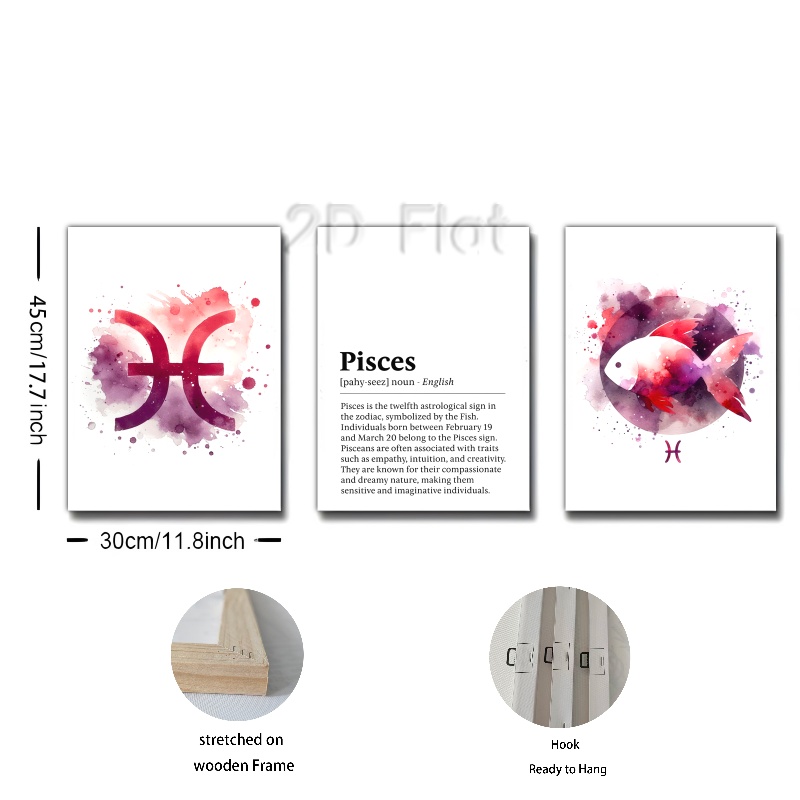 2D Flat
45cm/17.7 inch
Pisces
[pahy-seez] noun - English
Pisces is the twelfth astrological sign in
the zodiac, symbolized by the Fish.
Individuals born between February 19
and March 20 belong to the Pisces sign.
Pisceans are often associated with traits
such as empathy, intuition, and creativity.
They are known for their compassionate
and dreamy nature, making them
sensitive and imaginative individuals.
30cm/11.8inch
stretched on
wooden Frame
Hook
Ready to Hang